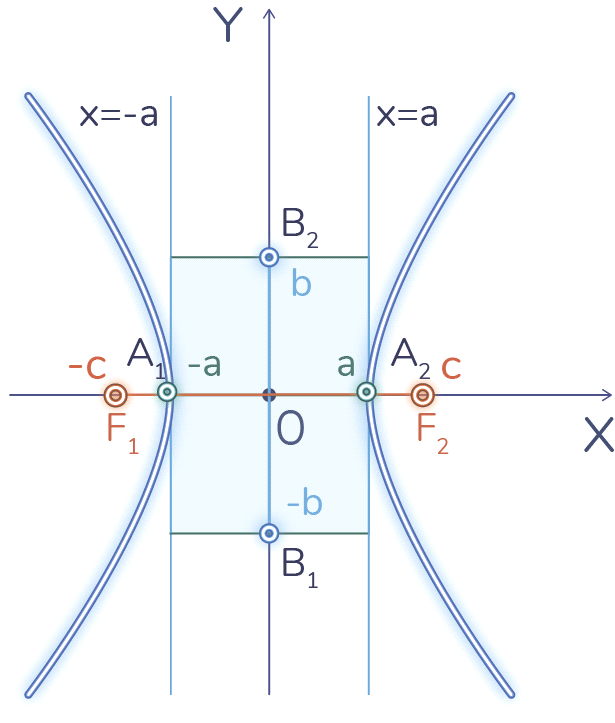 Y
x=-a
x=a
B₂
b
-c A₁ -a a A₂ c
F₁ O F₂ X
-b
B₁